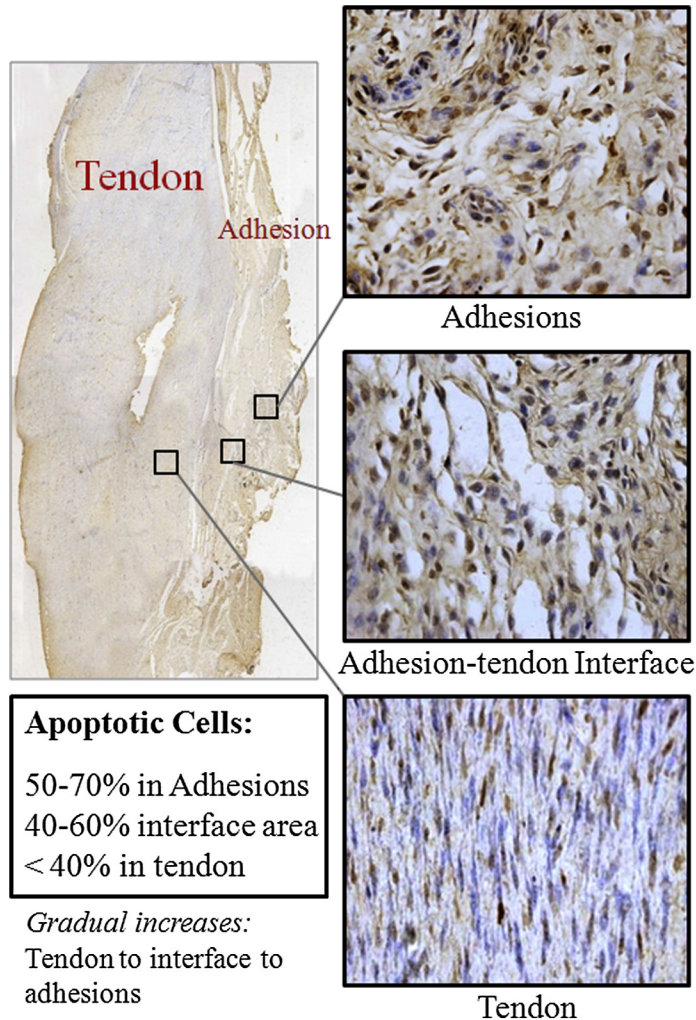 Tendon
Adhesion
Adhesions
Adhesion-tendon Interface
Apoptotic Cells:
50-70% in Adhesions
40-60% interface area
< 40% in tendon
Gradual increases:
Tendon to interface to
adhesions
Tendon